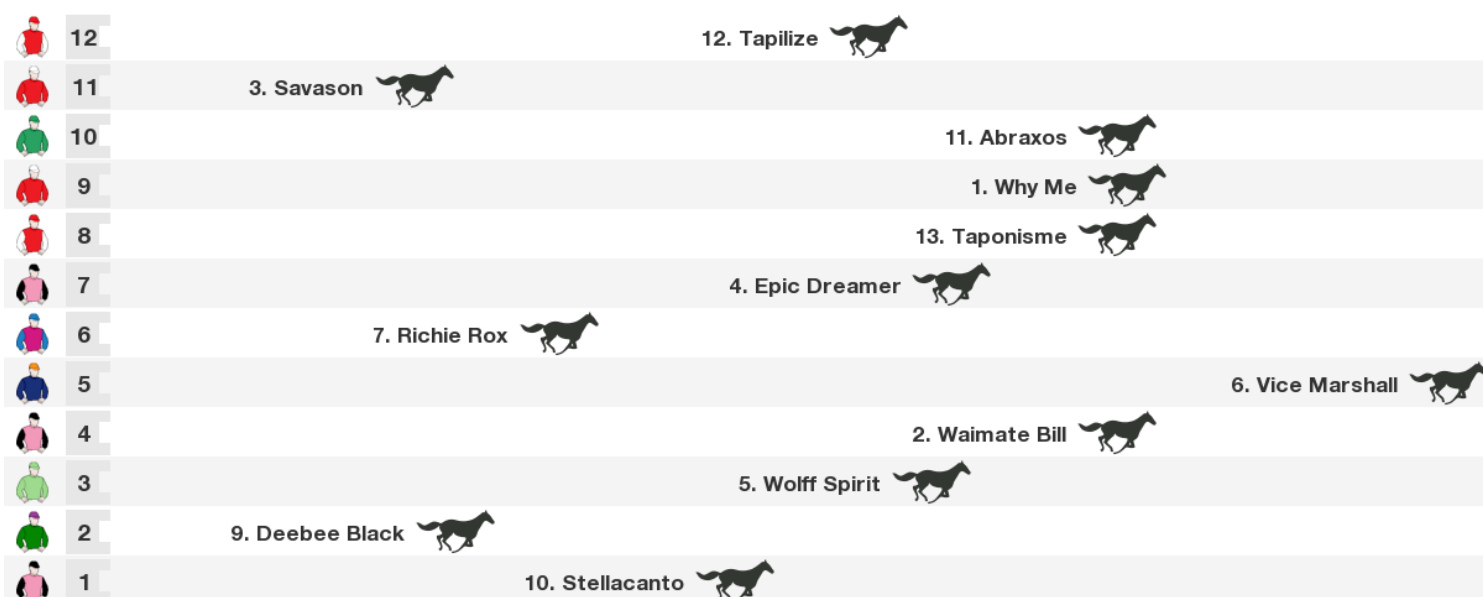 12 12. Tapilize
11 3. Savason
10 11. Abraxos
9 1. Why Me
8 13. Taponisme
7 4. Epic Dreamer
6 7. Richie Rox
5 6. Vice Marshall
4 2. Waimate Bill
3 5. Wolff Spirit
2 9. Deebee Black
1 10. Stellacanto